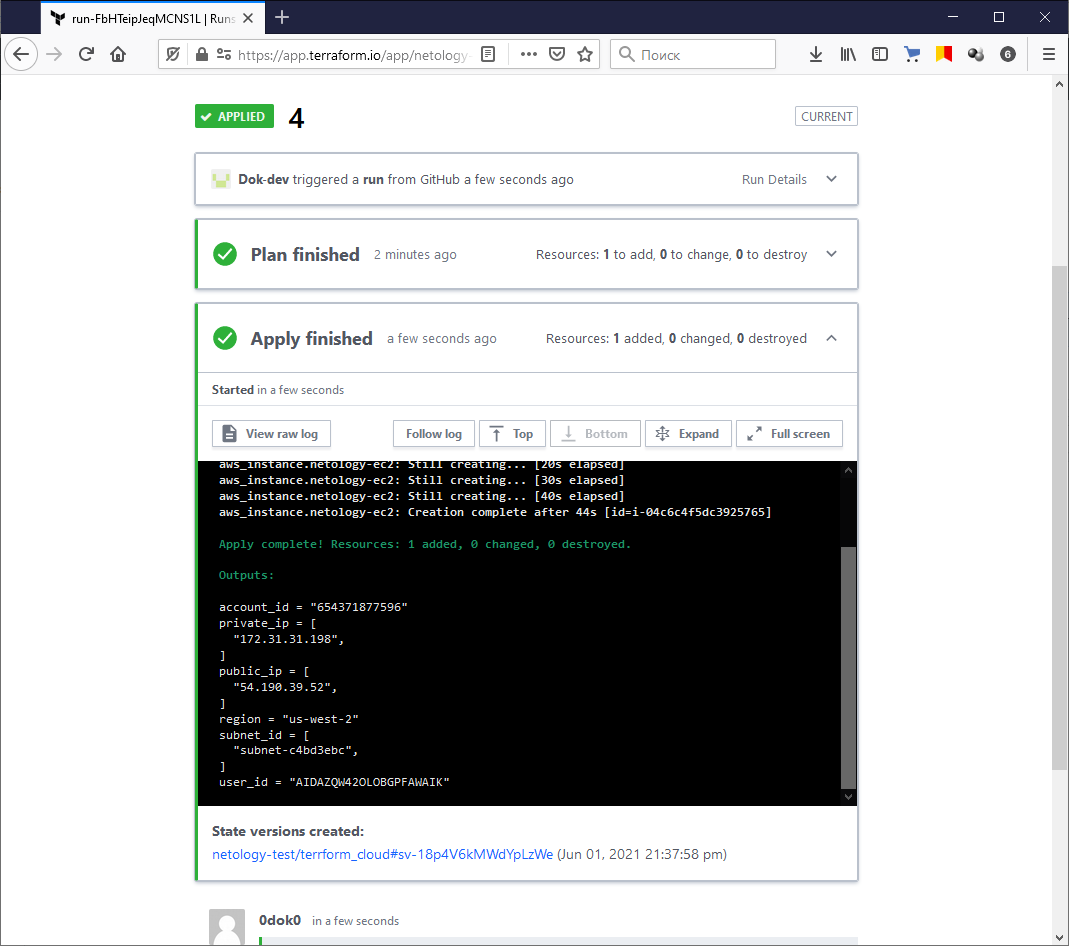 run-FbHTeipJeqMCNS1L | Runs
https://app.terraform.io/app/netology-
Поиск
6
APPLIED
4
CURRENT
Dok-dev triggered a run from GitHub a few seconds ago
Run Details
Plan finished
2 minutes ago
Resources: 1 to add, 0 to change, 0 to destroy
Apply finished
a few seconds ago
Resources: 1 added, 0 changed, 0 destroyed
Started in a few seconds
View raw log
Follow log
Top
Bottom
Expand
Full screen
aws_instance.netology-ec2: Still creating... [20s elapsed]
aws_instance.netology-ec2: Still creating... [30s elapsed]
aws_instance.netology-ec2: Still creating... [40s elapsed]
aws_instance.netology-ec2: Creation complete after 44s [id=i-04c6c4f5dc3925765]
Apply complete! Resources: 1 added, 0 changed, 0 destroyed.
Outputs:
account_id = "654371877596"
private_ip = [
"172.31.31.198",
]
public_ip = [
"54.190.39.52",
]
region = "us-west-2"
subnet_id = [
"subnet-c4bd3ebc",
]
user_id = "AIDAZQW42OLOBGPFAWAIK"
State versions created:
netology-test/terrform_cloud#sv-18p4V6kMWdYpLzWe (Jun 01, 2021 21:37:58 pm)
0dok0
in a few seconds